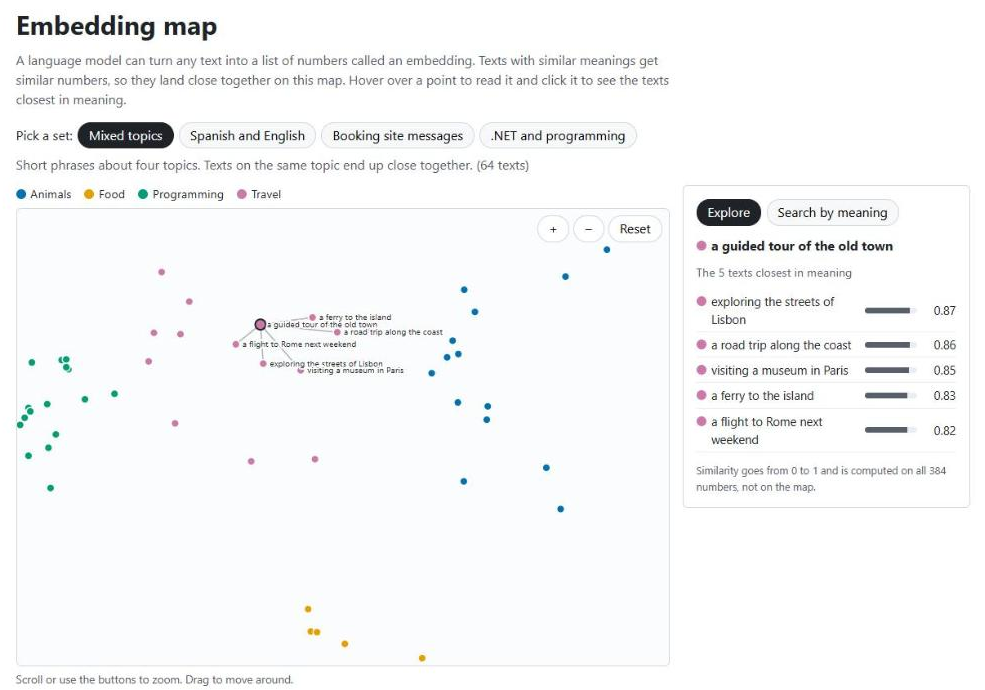 Embedding map
A language model can turn any text into a list of numbers called an embedding. Texts with similar meanings get
similar numbers, so they land close together on this map. Hover over a point to read it and click it to see the texts
closest in meaning.
Pick a set: Mixed topics Spanish and English Booking site messages .NET and programming
Short phrases about four topics. Texts on the same topic end up close together. (64 texts)
Animals Food Programming Travel
+ − Reset
a ferry to the island
a guided tour of the old town
a road trip along the coast
a flight to Rome next weekend
exploring the streets of Lisbon
visiting a museum in Paris
Scroll or use the buttons to zoom. Drag to move around.
Explore Search by meaning
a guided tour of the old town
The 5 texts closest in meaning
exploring the streets of
Lisbon 0.87
a road trip along the coast 0.86
visiting a museum in Paris 0.85
a ferry to the island 0.83
a flight to Rome next
weekend 0.82
Similarity goes from 0 to 1 and is computed on all 384
numbers, not on the map.